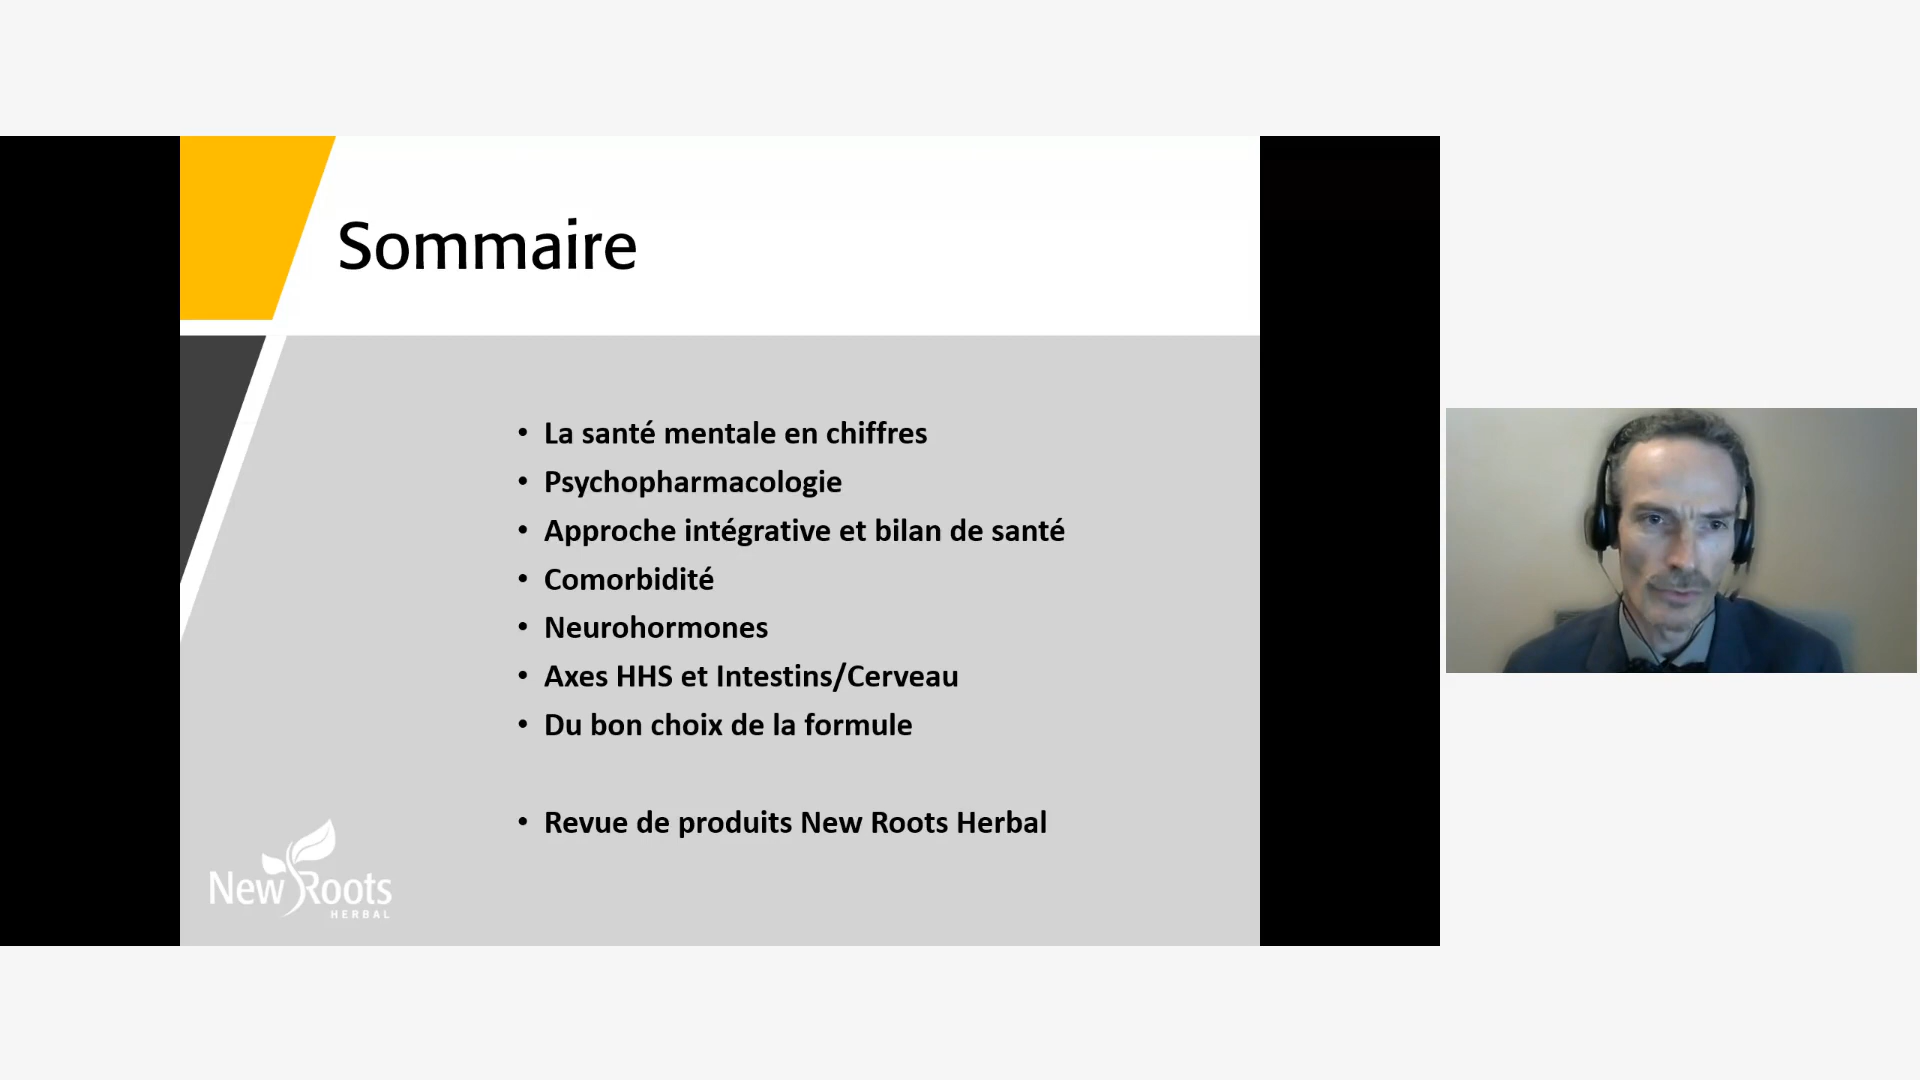 Sommaire
• La santé mentale en chiffres
• Psychopharmacologie
• Approche intégrative et bilan de santé
• Comorbidité
• Neurohormones
• Axes HHS et Intestins/Cerveau
• Du bon choix de la formule
• Revue de produits New Roots Herbal
New Roots
HERBAL